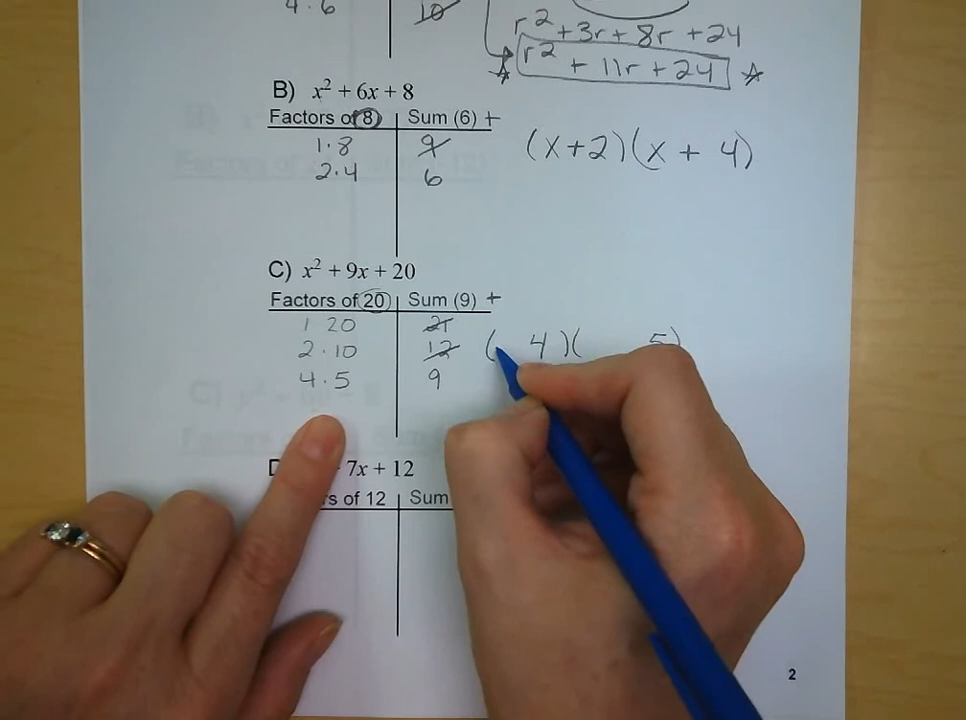 4 · 6 10
r² + 3r + 8r + 24
r² + 11r + 24
B) x² + 6x + 8
Factors of 8 Sum (6) +
1 · 8 9
2 · 4 6
(x + 2)(x + 4)
C) x² + 9x + 20
Factors of 20 Sum (9) +
1 20 21
2 · 10 12
( 4 )( 5 )
4 · 5 9
7x + 12
rs of 12 Sum
2